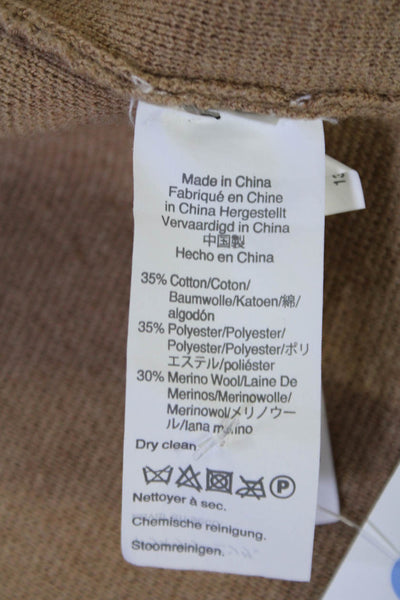 Made in China
Fabriqué en Chine
in China Hergestellt
Vervaardigd in China
中国製
Hecho en China
35% Cotton/Coton/
Baumwolle/Katoen/綿/
algodón
35% Polyester/Polyester/
Polyester/Polyester/ポリ
エステル/poliéster
30% Merino Wool/Laine De
Merinos/Merinowolle/
Merinowol/メリノウー
ル/lana merino
Dry clean.
P
Nettoyer à sec.
Chemische reinigung.
Stoomreinigen.